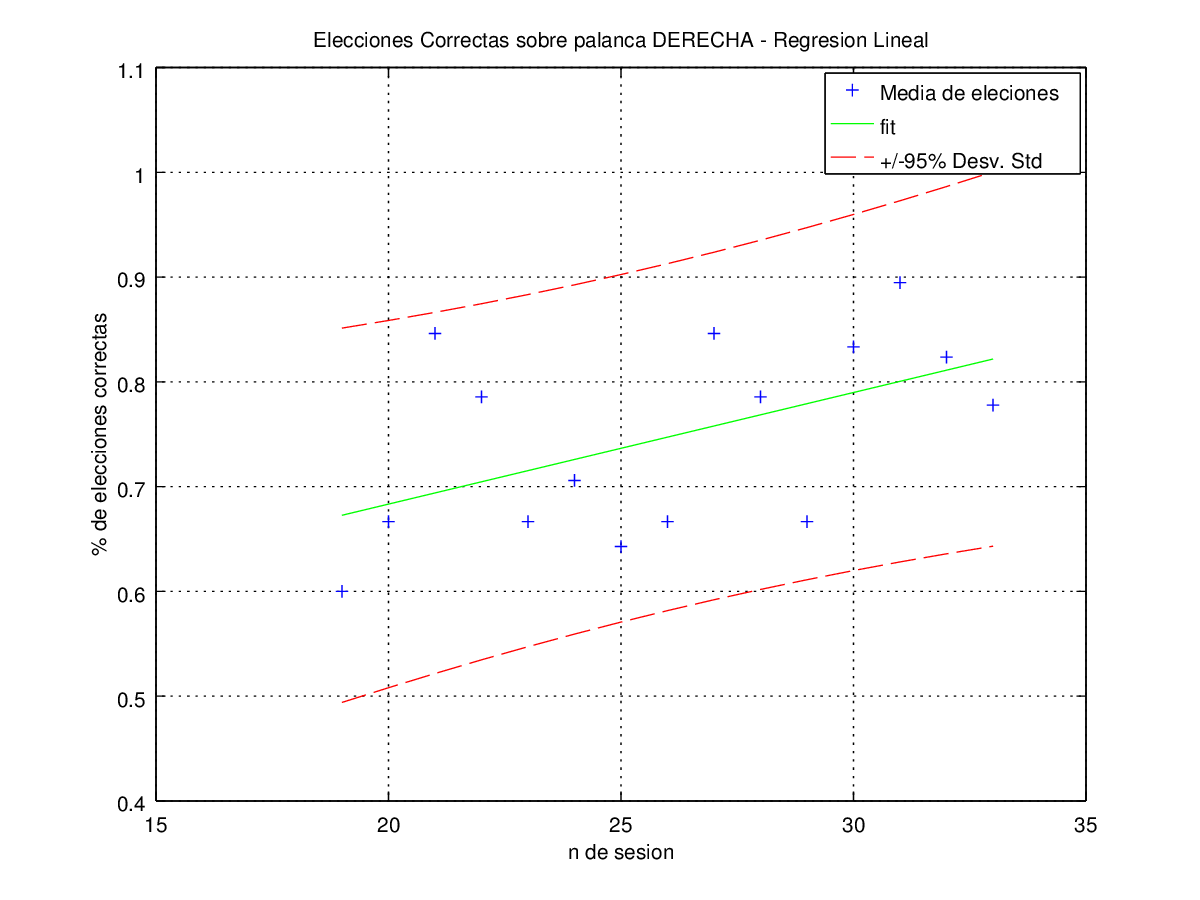 Elecciones Correctas sobre palanca DERECHA - Regresion Lineal
1.1
1
0.9
0.8
0.7
0.6
0.5
0.4
% de elecciones correctas
Media de eleciones
fit
+/-95% Desv. Std
15 20 25 30 35
n de sesion